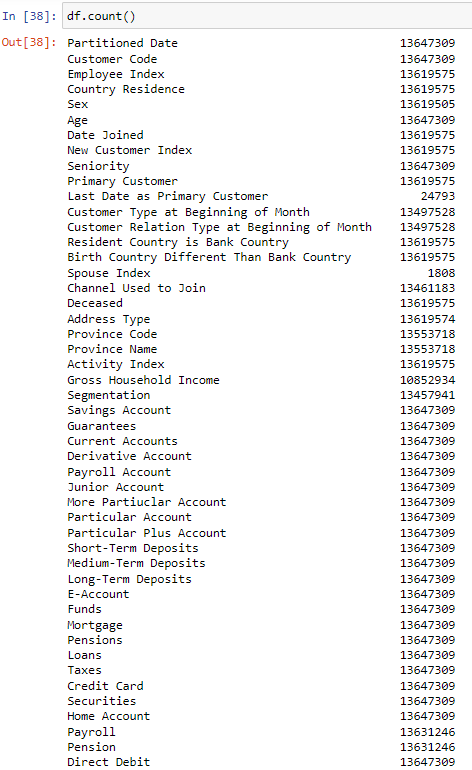 In [38]: df.count()
Out[38]: Partitioned Date 13647309
Customer Code 13647309
Employee Index 13619575
Country Residence 13619575
Sex 13619505
Age 13647309
Date Joined 13619575
New Customer Index 13619575
Seniority 13647309
Primary Customer 13619575
Last Date as Primary Customer 24793
Customer Type at Beginning of Month 13497528
Customer Relation Type at Beginning of Month 13497528
Resident Country is Bank Country 13619575
Birth Country Different Than Bank Country 13619575
Spouse Index 1808
Channel Used to Join 13461183
Deceased 13619575
Address Type 13619574
Province Code 13553718
Province Name 13553718
Activity Index 13619575
Gross Household Income 10852934
Segmentation 13457941
Savings Account 13647309
Guarantees 13647309
Current Accounts 13647309
Derivative Account 13647309
Payroll Account 13647309
Junior Account 13647309
More Partiuclar Account 13647309
Particular Account 13647309
Particular Plus Account 13647309
Short-Term Deposits 13647309
Medium-Term Deposits 13647309
Long-Term Deposits 13647309
E-Account 13647309
Funds 13647309
Mortgage 13647309
Pensions 13647309
Loans 13647309
Taxes 13647309
Credit Card 13647309
Securities 13647309
Home Account 13647309
Payroll 13631246
Pension 13631246
Direct Debit 13647309